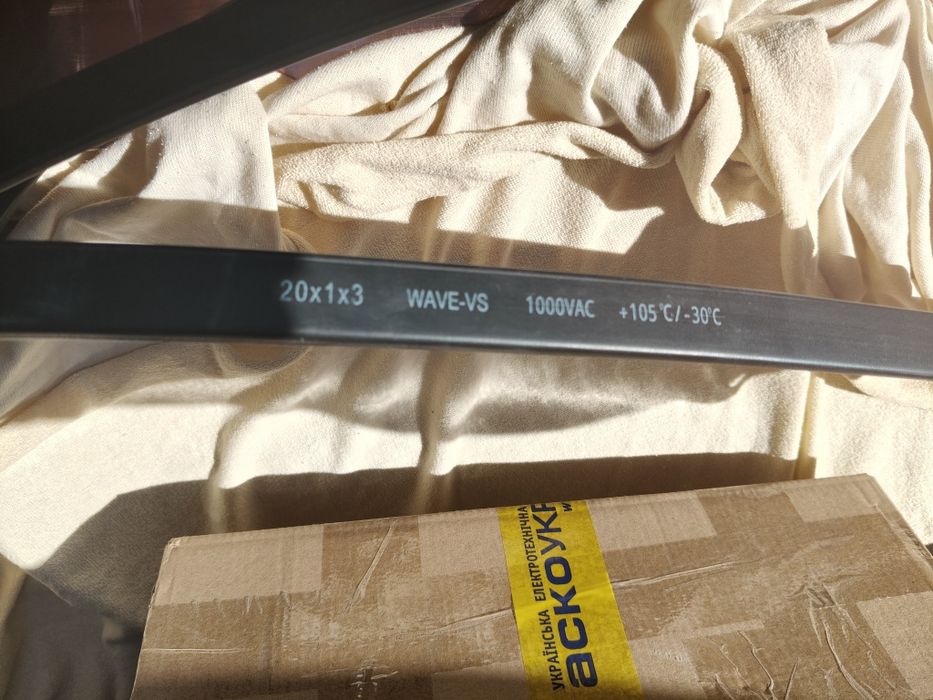 20x1x3 WAVE-VS 1000VAC +105°C/-30°C
УКРАЇНСЬКА ЕЛЕКТРОТЕХНІЧНА
аскоукр